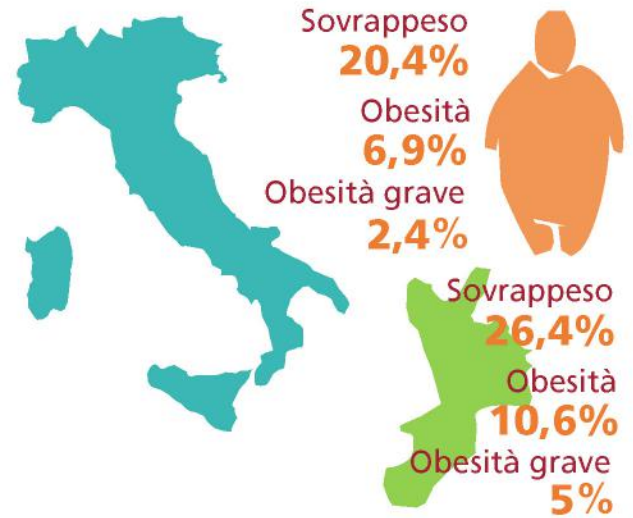 Sovrappeso
20,4%
Obesità
6,9%
Obesità grave
2,4%
Sovrappeso
26,4%
Obesità
10,6%
Obesità grave
5%